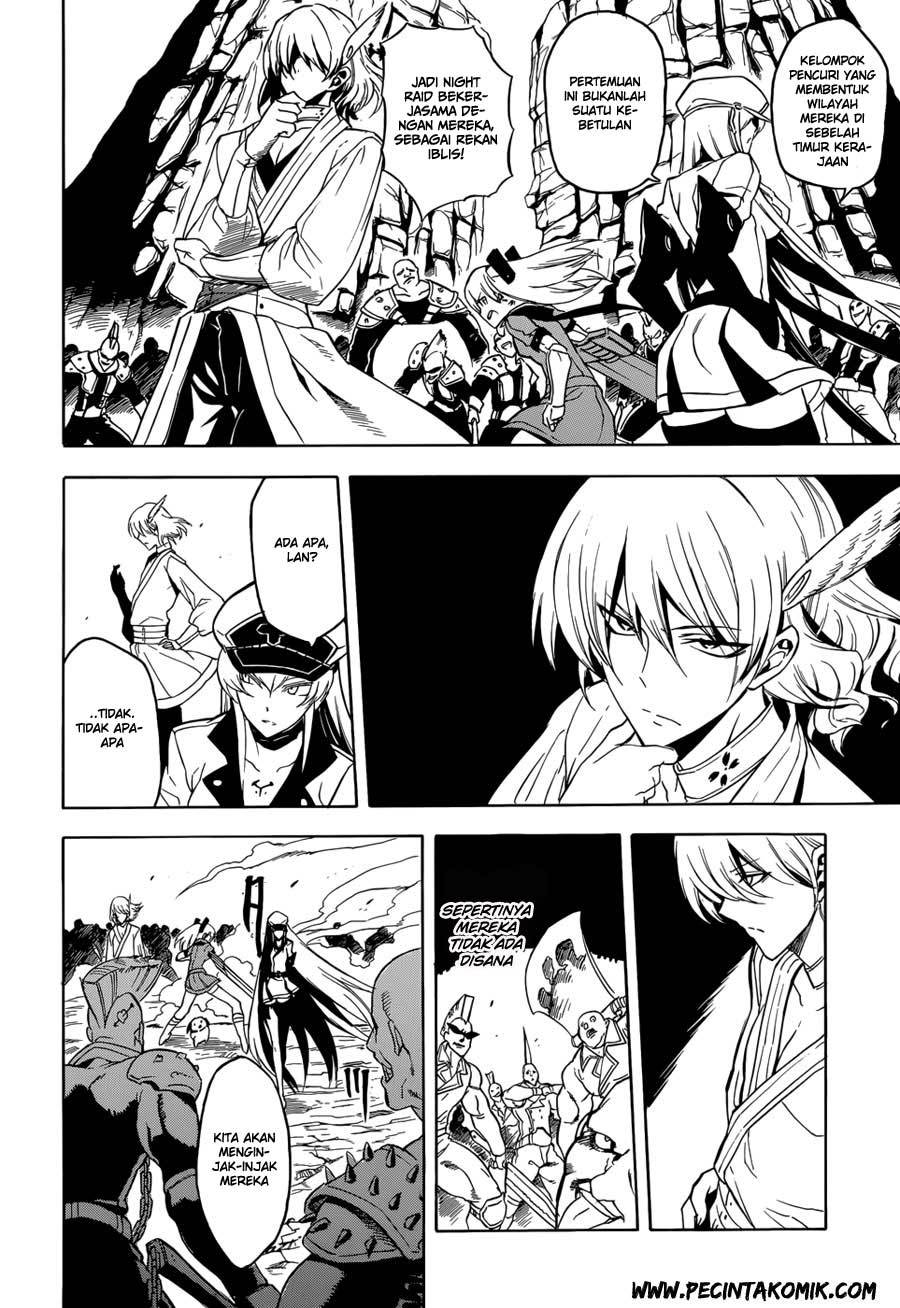 KELOMPOK
PENCURI YANG
MEMBENTUK
WILAYAH
MEREKA DI
SEBELAH
TIMUR KERA-
JAAN
PERTEMUAN
INI BUKANLAH
SUATU KE-
BETULAN
JADI NIGHT
RAID BEKER-
JASAMA DE-
NGAN MEREKA,
SEBAGAI REKAN
IBLIS!
ADA APA,
LAN?
..TIDAK.
TIDAK APA-
APA
SEPERTINYA
MEREKA
TIDAK ADA
DISANA
KITA AKAN
MENGIN-
JAK-INJAK
MEREKA
WWW.PECINTAKOMIK.COM